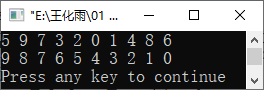 "E:\王化雨\01 ...
5 9 7 3 2 0 1 4 8 6
9 8 7 6 5 4 3 2 1 0
Press any key to continue